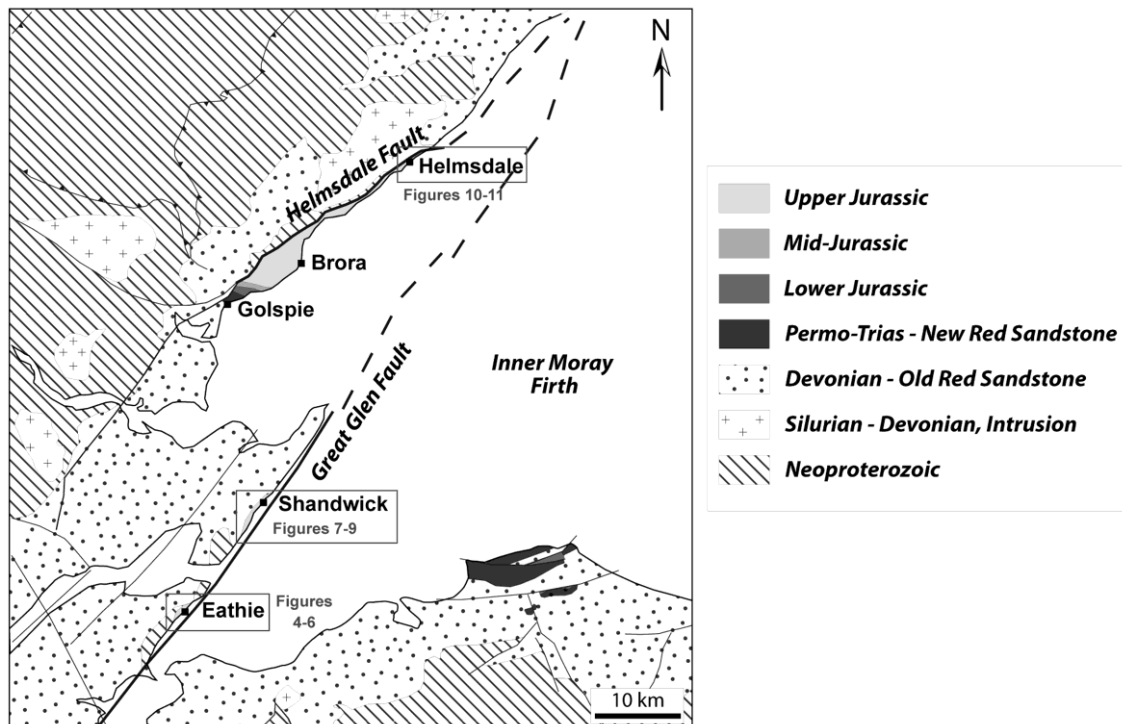 N
Helmsdale Fault
Helmsdale
Figures 10-11
Brora
Golspie
Great Glen Fault
Inner Moray
Firth
Shandwick
Figures 7-9
Eathie
Figures
4-6
10 km
Upper Jurassic
Mid-Jurassic
Lower Jurassic
Permo-Trias - New Red Sandstone
Devonian - Old Red Sandstone
Silurian - Devonian, Intrusion
Neoproterozoic